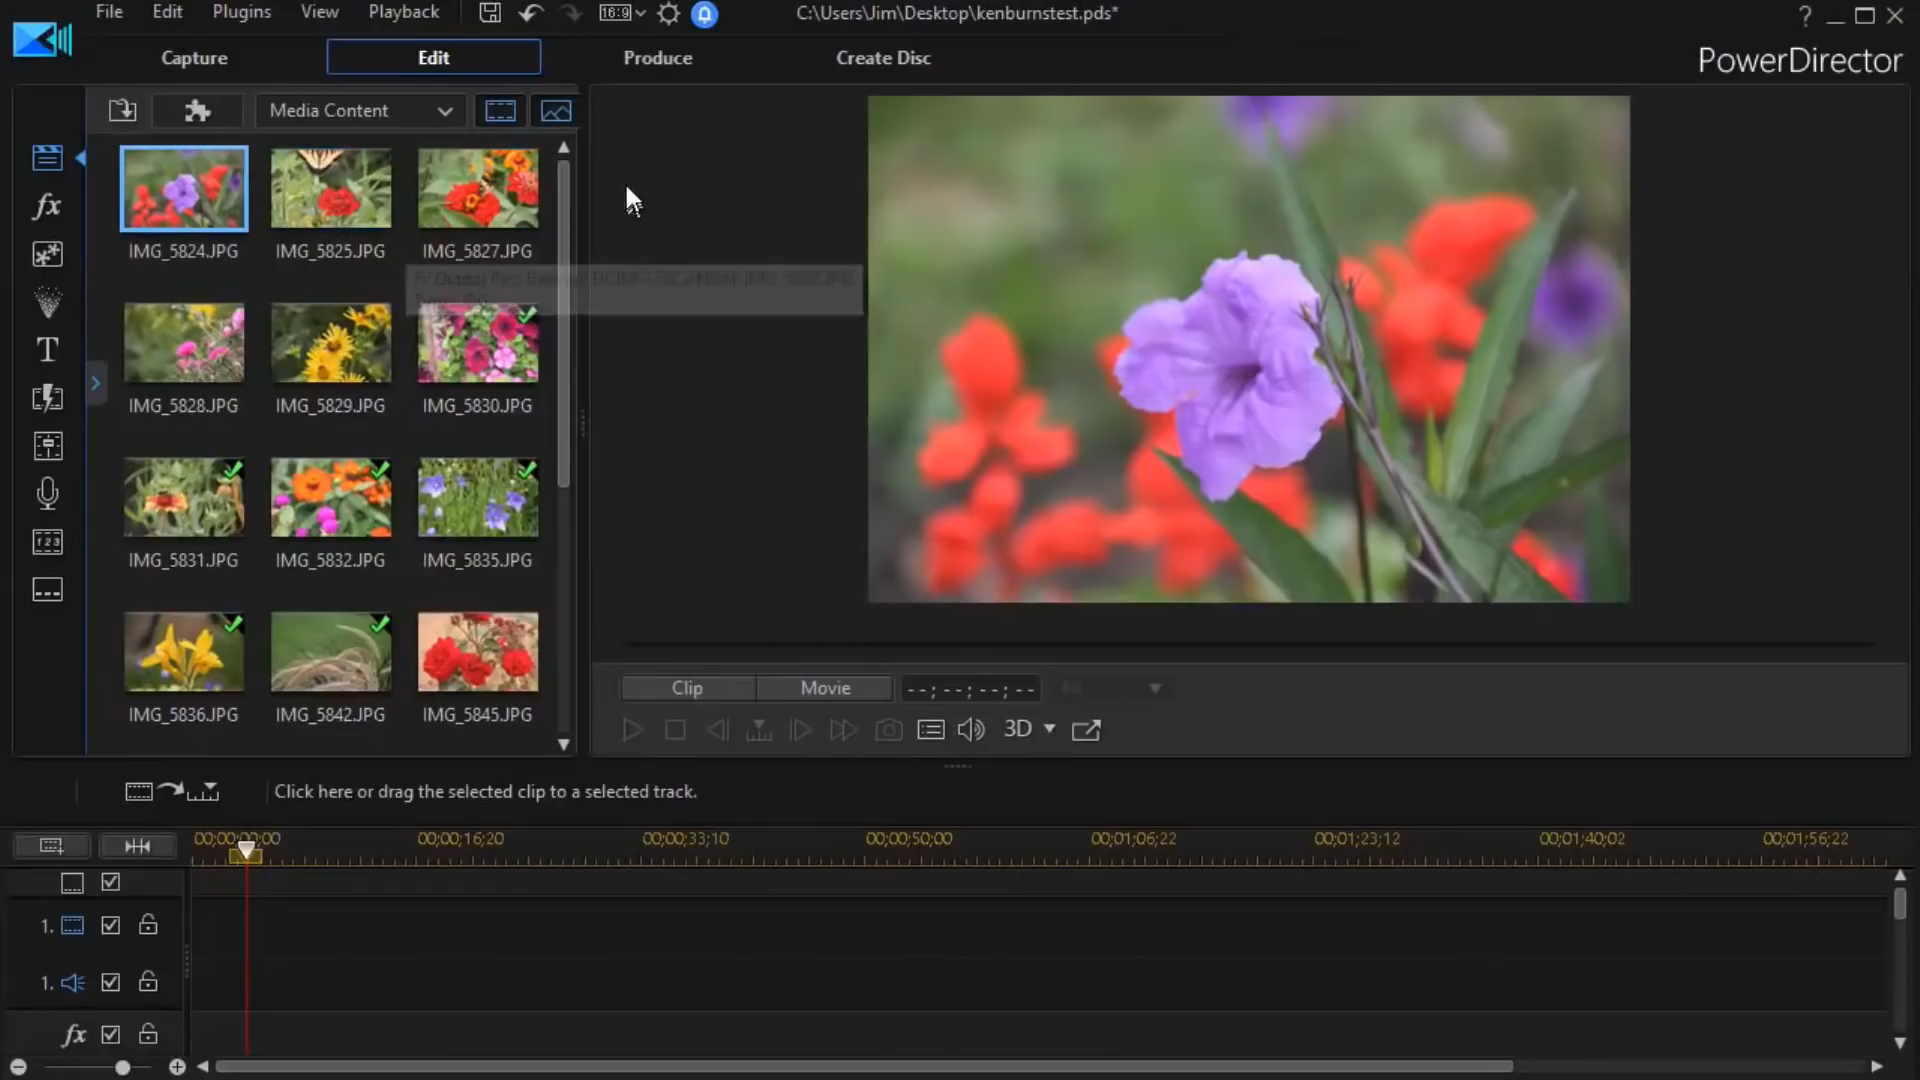 File Edit Plugins View Playback 16:9 C:\Users\Jim\Desktop\kenburnstest.pds* ?
Capture Edit Produce Create Disc PowerDirector
Media Content
IMG_5824.JPG IMG_5825.JPG IMG_5827.JPG
IMG_5828.JPG IMG_5829.JPG IMG_5830.JPG
IMG_5831.JPG IMG_5832.JPG IMG_5835.JPG
IMG_5836.JPG IMG_5842.JPG IMG_5845.JPG
fx
T
123
Clip Movie --;--;--;-- Fit
3D
Click here or drag the selected clip to a selected track.
00;00;00;00 00;00;16;20 00;00;33;10 00;00;50;00 00;01;06;22 00;01;23;12 00;01;40;02 00;01;56;22
1.
1.
fx